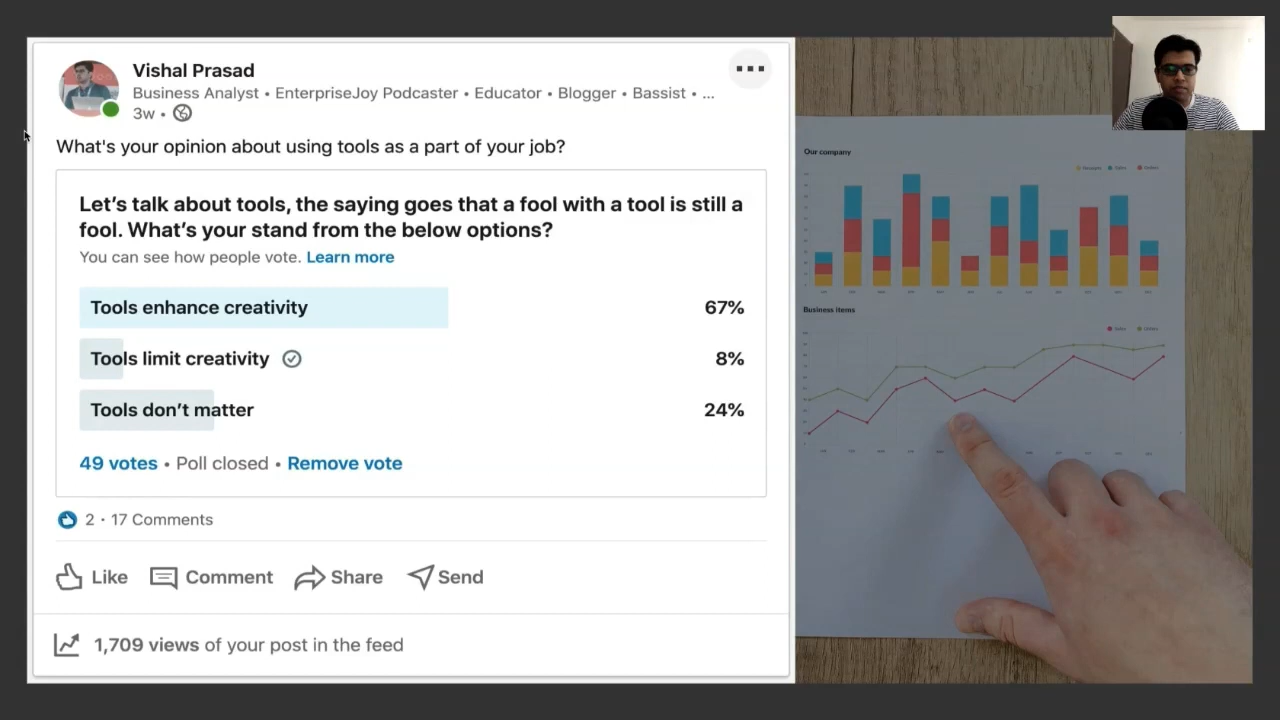 Vishal Prasad
Business Analyst • EnterpriseJoy Podcaster • Educator • Blogger • Bassist • ...
3w •
What's your opinion about using tools as a part of your job?
Let's talk about tools, the saying goes that a fool with a tool is still a
fool. What's your stand from the below options?
You can see how people vote. Learn more
Tools enhance creativity 67%
Tools limit creativity 8%
Tools don't matter 24%
49 votes • Poll closed • Remove vote
2 · 17 Comments
Like Comment Share Send
1,709 views of your post in the feed
Our company
Business items